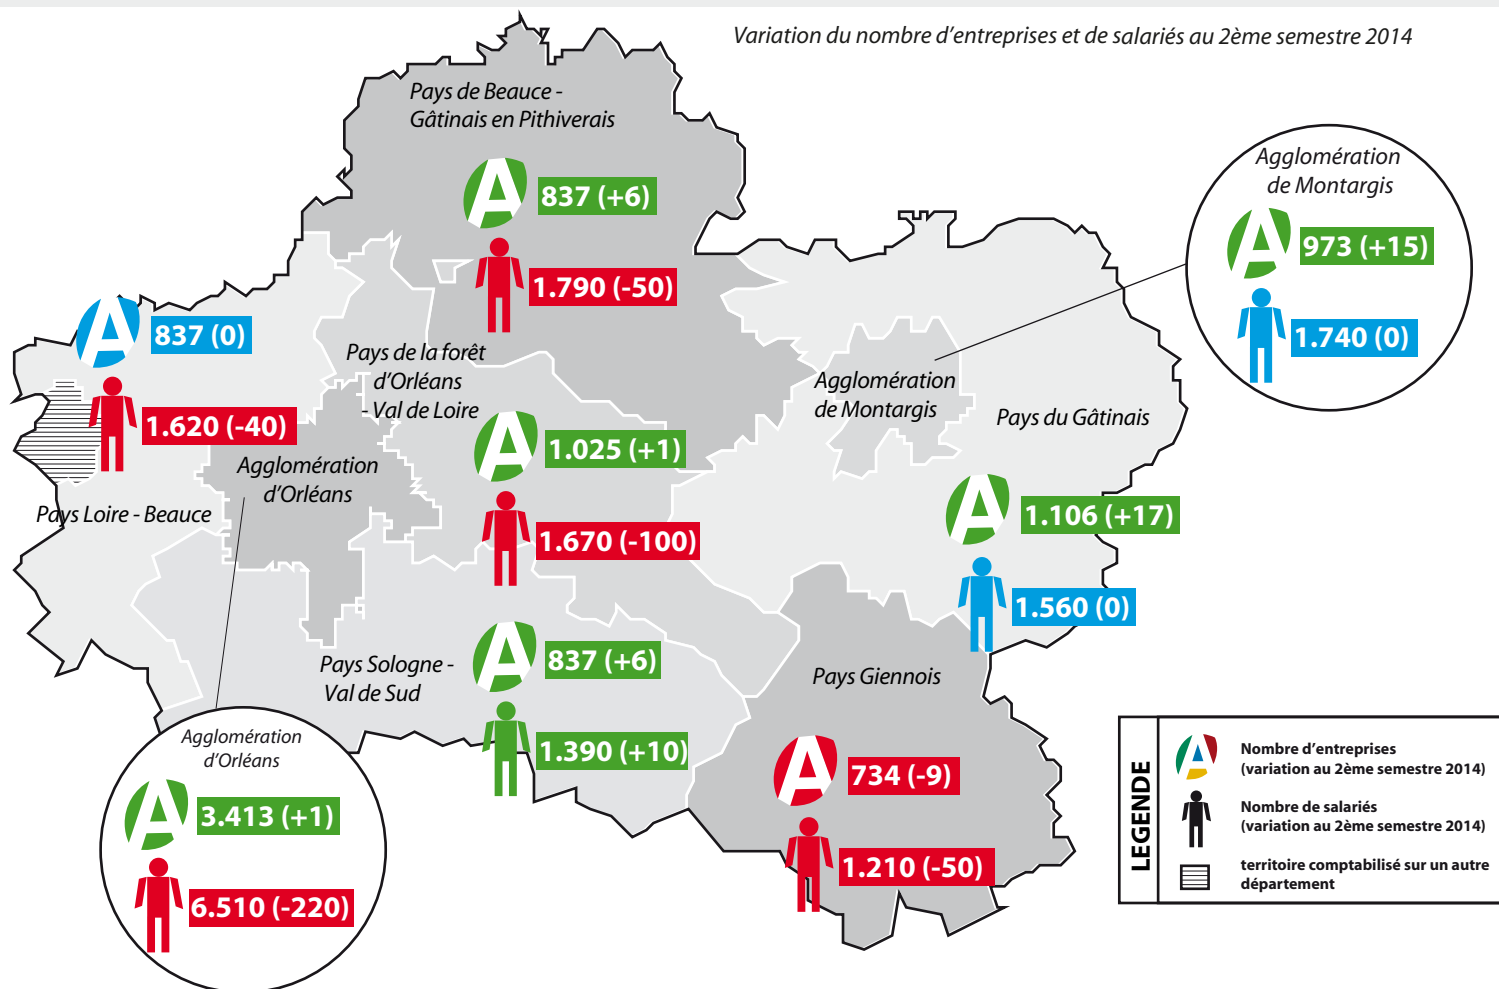 Variation du nombre d'entreprises et de salariés au 2ème semestre 2014
Pays de Beauce -
Gâtinais en Pithiverais
A 837 (+6)
1.790 (-50)
Agglomération
de Montargis
A 973 (+15)
1.740 (0)
A 837 (0)
1.620 (-40)
Pays Loire - Beauce
Pays de la forêt
d'Orléans
- Val de Loire
A 1.025 (+1)
1.670 (-100)
Agglomération
d'Orléans
Agglomération
de Montargis
Pays du Gâtinais
A 1.106 (+17)
1.560 (0)
Pays Sologne -
Val de Sud
A 837 (+6)
1.390 (+10)
Pays Giennois
A 734 (-9)
1.210 (-50)
Agglomération
d'Orléans
A 3.413 (+1)
6.510 (-220)
LEGENDE
A Nombre d'entreprises
(variation au 2ème semestre 2014)
Nombre de salariés
(variation au 2ème semestre 2014)
territoire comptabilisé sur un autre
département